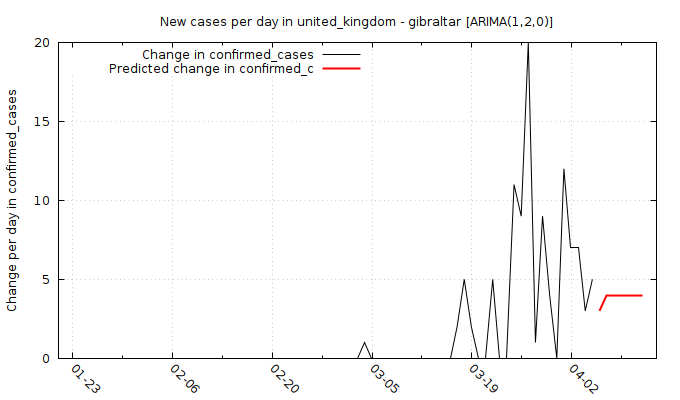 New cases per day in united_kingdom - gibraltar [ARIMA(1,2,0)]
Change in confirmed_cases
Predicted change in confirmed_c
Change per day in confirmed_cases
20
15
10
5
0
01-23
02-06
02-20
03-05
03-19
04-02